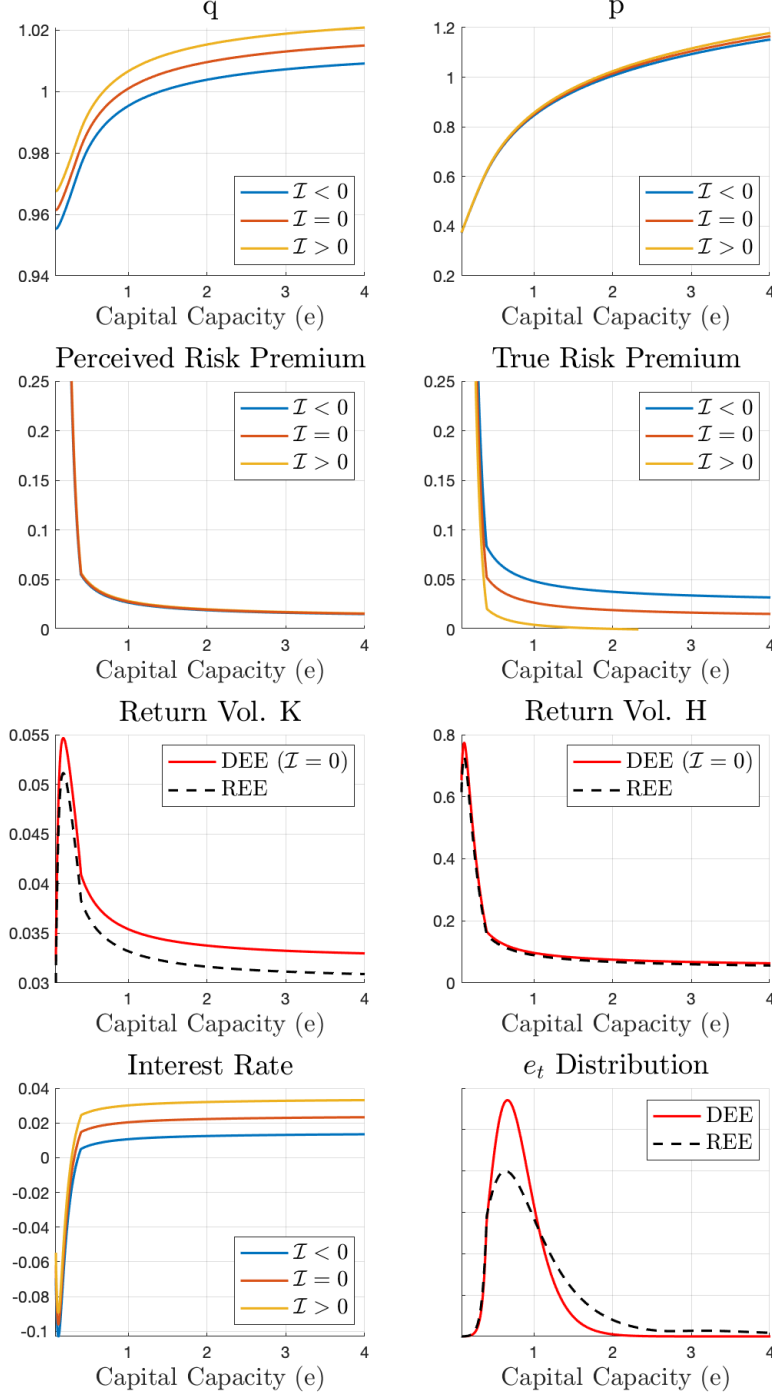 q
1.02
1
0.98
0.96
0.94
1
2
3
4
Capital Capacity (e)
ℐ < 0
ℐ = 0
ℐ > 0
p
1.2
1
0.8
0.6
0.4
0.2
1
2
3
4
Capital Capacity (e)
ℐ < 0
ℐ = 0
ℐ > 0
Perceived Risk Premium
0.25
0.2
0.15
0.1
0.05
0
1
2
3
4
Capital Capacity (e)
ℐ < 0
ℐ = 0
ℐ > 0
True Risk Premium
0.25
0.2
0.15
0.1
0.05
0
1
2
3
4
Capital Capacity (e)
ℐ < 0
ℐ = 0
ℐ > 0
Return Vol. K
0.055
0.05
0.045
0.04
0.035
0.03
1
2
3
4
Capital Capacity (e)
DEE (ℐ = 0)
REE
Return Vol. H
0.8
0.6
0.4
0.2
0
1
2
3
4
Capital Capacity (e)
DEE (ℐ = 0)
REE
Interest Rate
0.04
0.02
0
-0.02
-0.04
-0.06
-0.08
-0.1
1
2
3
4
Capital Capacity (e)
ℐ < 0
ℐ = 0
ℐ > 0
eₜ Distribution
1
2
3
4
Capital Capacity (e)
DEE
REE